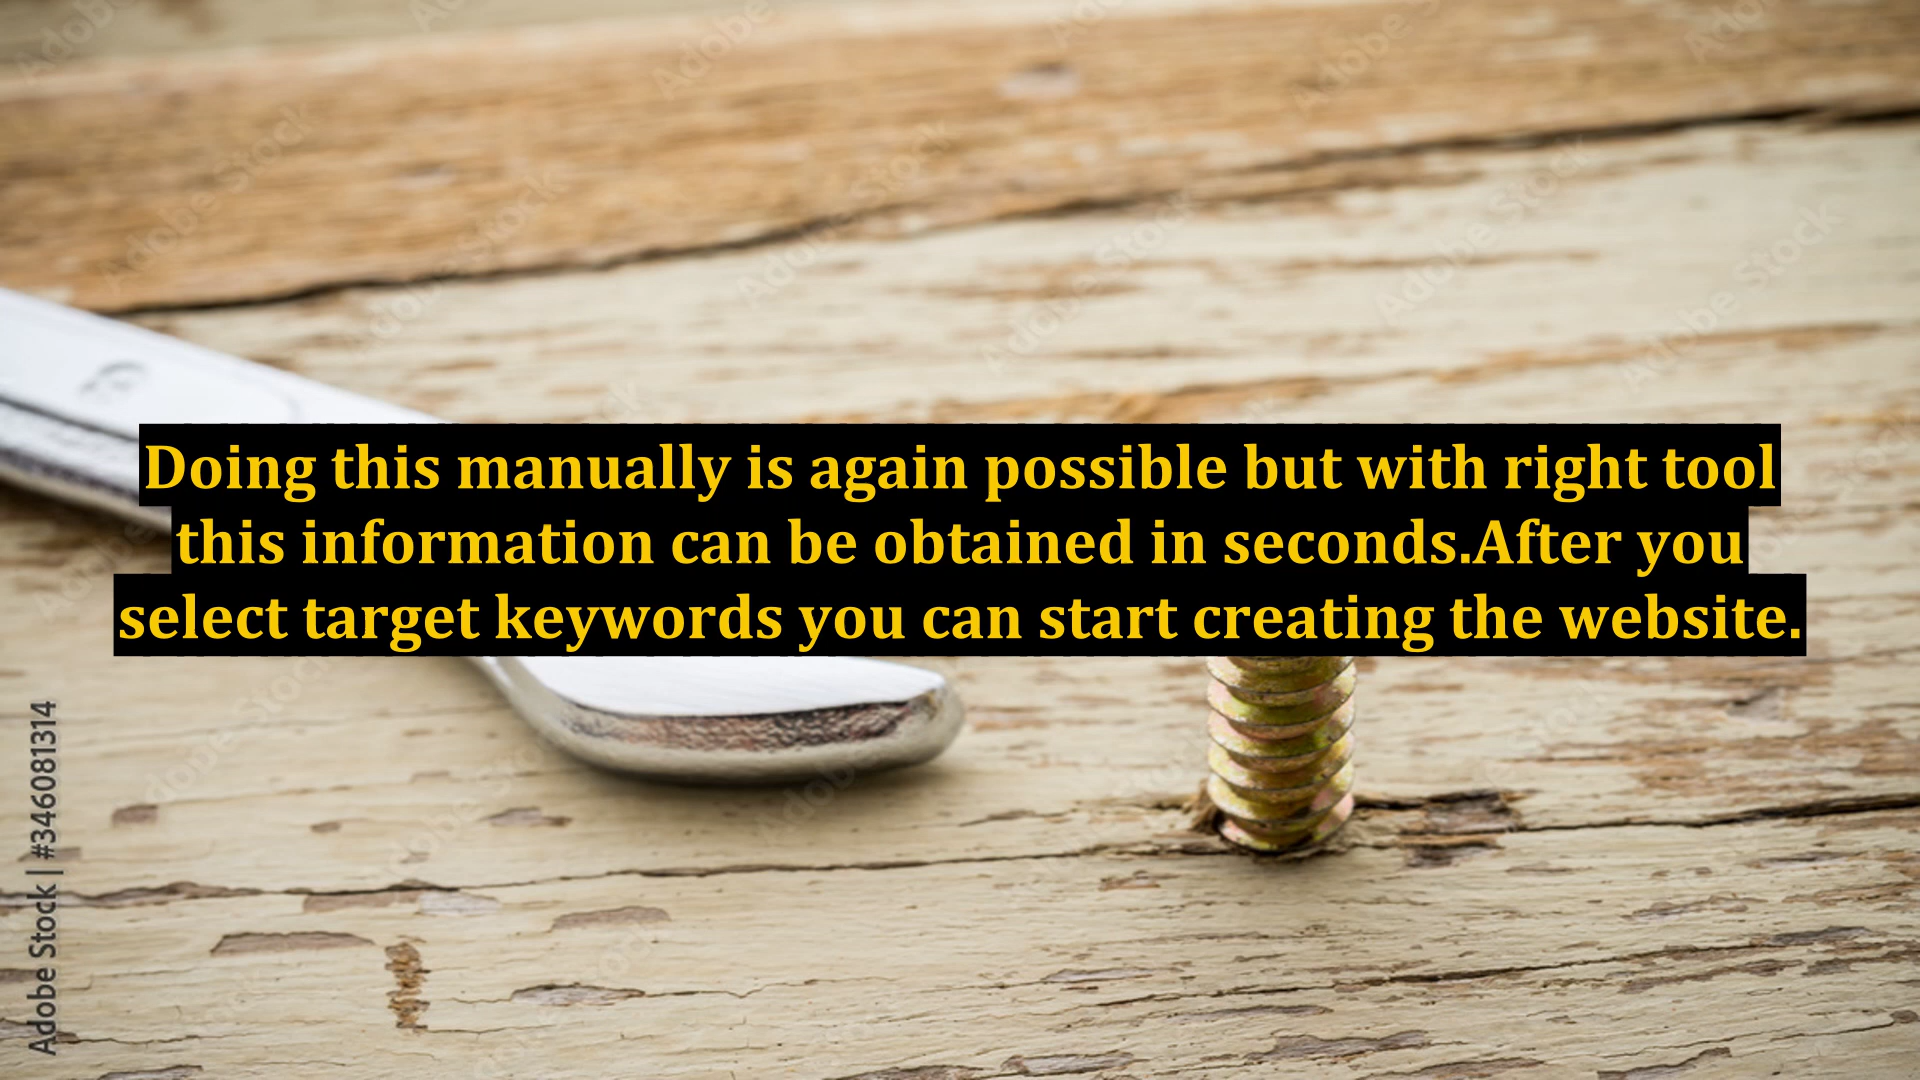 Doing this manually is again possible but with right tool
this information can be obtained in seconds.After you
select target keywords you can start creating the website.
Adobe Stock | #346081314